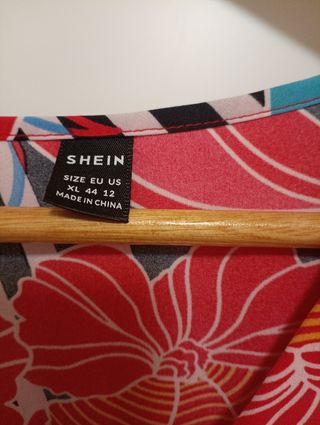 SHEIN
SIZE EU US
XL 44 12
MADE IN CHINA